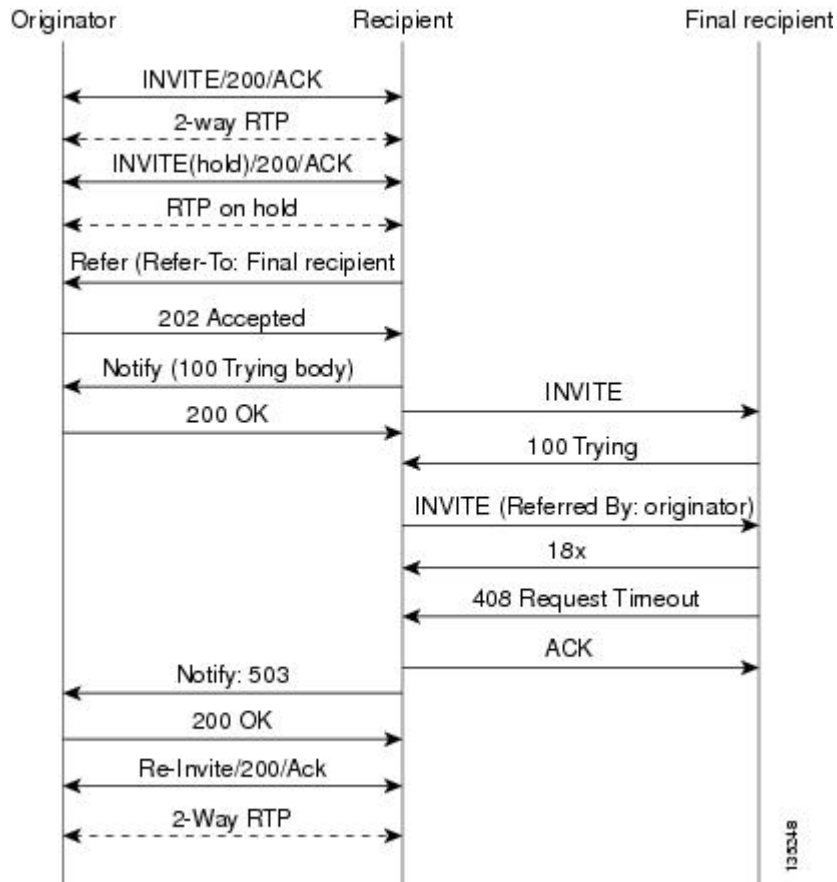 Originator Recipient Final recipient
INVITE/200/ACK
2-way RTP
INVITE(hold)/200/ACK
RTP on hold
Refer (Refer-To: Final recipient
202 Accepted
Notify (100 Trying body)
INVITE
200 OK
100 Trying
INVITE (Referred By: originator)
18x
408 Request Timeout
ACK
Notify: 503
200 OK
Re-Invite/200/Ack
2-Way RTP
135248